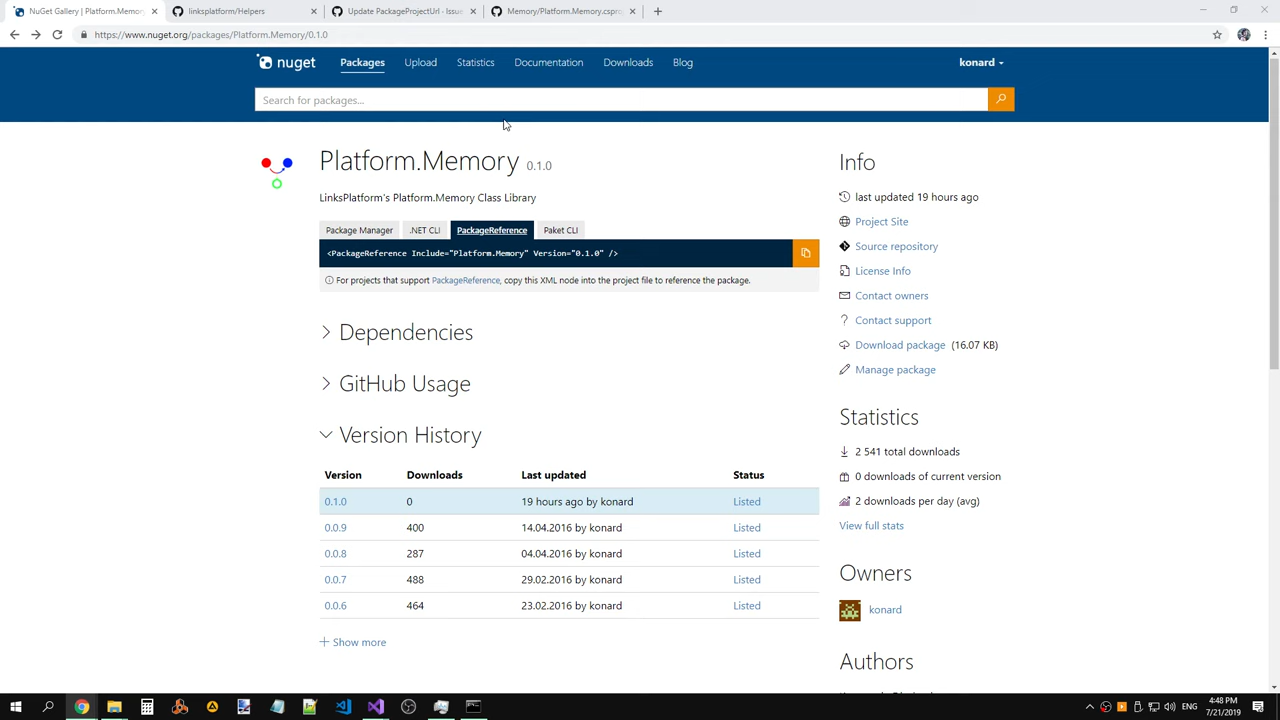 NuGet Gallery | Platform.Memory
linksplatform/Helpers
Update PackageProjectUrl · Issue
Memory/Platform.Memory.cspro
https://www.nuget.org/packages/Platform.Memory/0.1.0
nuget
Packages
Upload
Statistics
Documentation
Downloads
Blog
konard
Search for packages...
Platform.Memory 0.1.0
LinksPlatform's Platform.Memory Class Library
Package Manager
.NET CLI
PackageReference
Paket CLI
<PackageReference Include="Platform.Memory" Version="0.1.0" />
For projects that support PackageReference, copy this XML node into the project file to reference the package.
Dependencies
GitHub Usage
Version History
Version Downloads Last updated Status
0.1.0 0 19 hours ago by konard Listed
0.0.9 400 14.04.2016 by konard Listed
0.0.8 287 04.04.2016 by konard Listed
0.0.7 488 29.02.2016 by konard Listed
0.0.6 464 23.02.2016 by konard Listed
Show more
Info
last updated 19 hours ago
Project Site
Source repository
License Info
Contact owners
Contact support
Download package (16.07 KB)
Manage package
Statistics
2 541 total downloads
0 downloads of current version
2 downloads per day (avg)
View full stats
Owners
konard
Authors
ENG
4:48 PM
7/21/2019